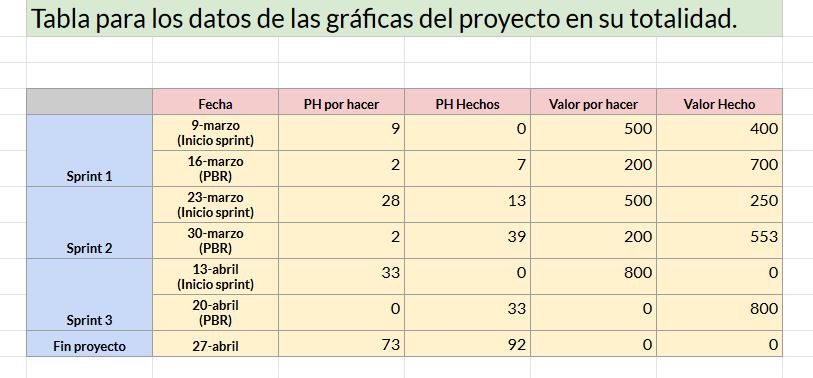 Tabla para los datos de las gráficas del proyecto en su totalidad.
Fecha PH por hacer PH Hechos Valor por hacer Valor Hecho
9-marzo
(Inicio sprint) 9 0 500 400
Sprint 1 16-marzo
(PBR) 2 7 200 700
23-marzo
(Inicio sprint) 28 13 500 250
Sprint 2 30-marzo
(PBR) 2 39 200 553
13-abril
(Inicio sprint) 33 0 800 0
Sprint 3 20-abril
(PBR) 0 33 0 800
Fin proyecto 27-abril 73 92 0 0